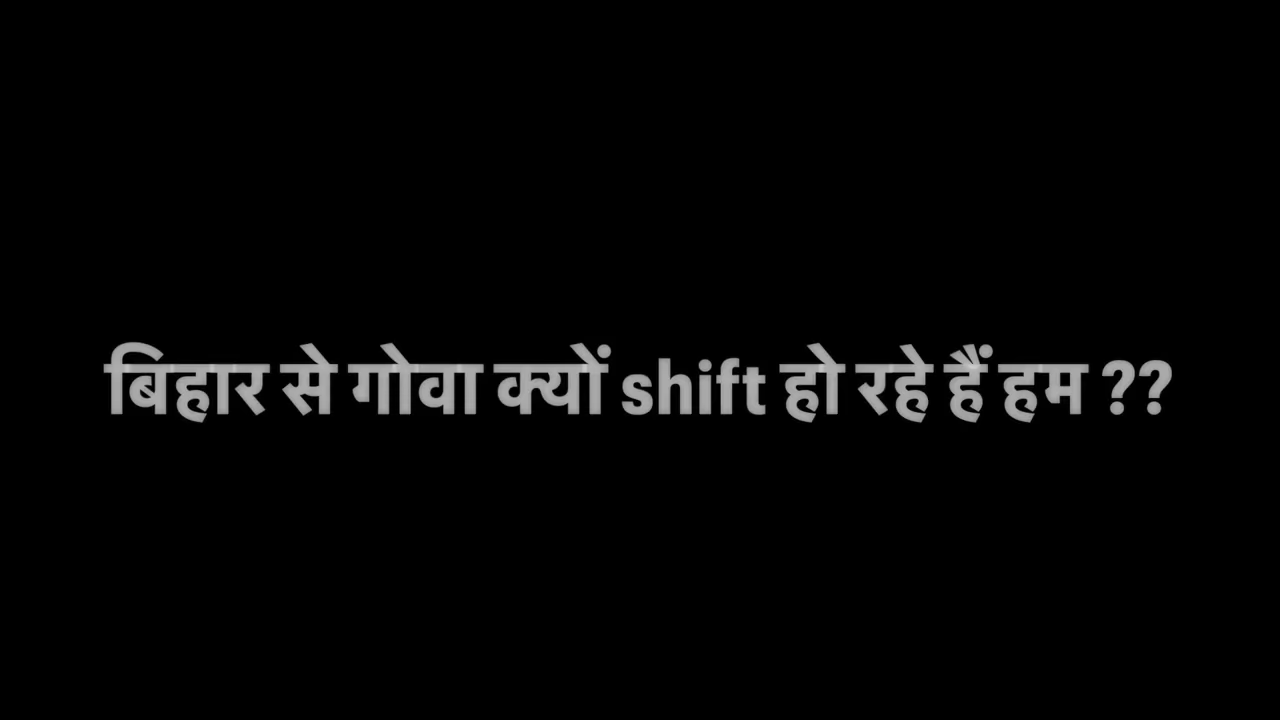 बिहार से गोवा क्यों shift हो रहे हैं हम ??